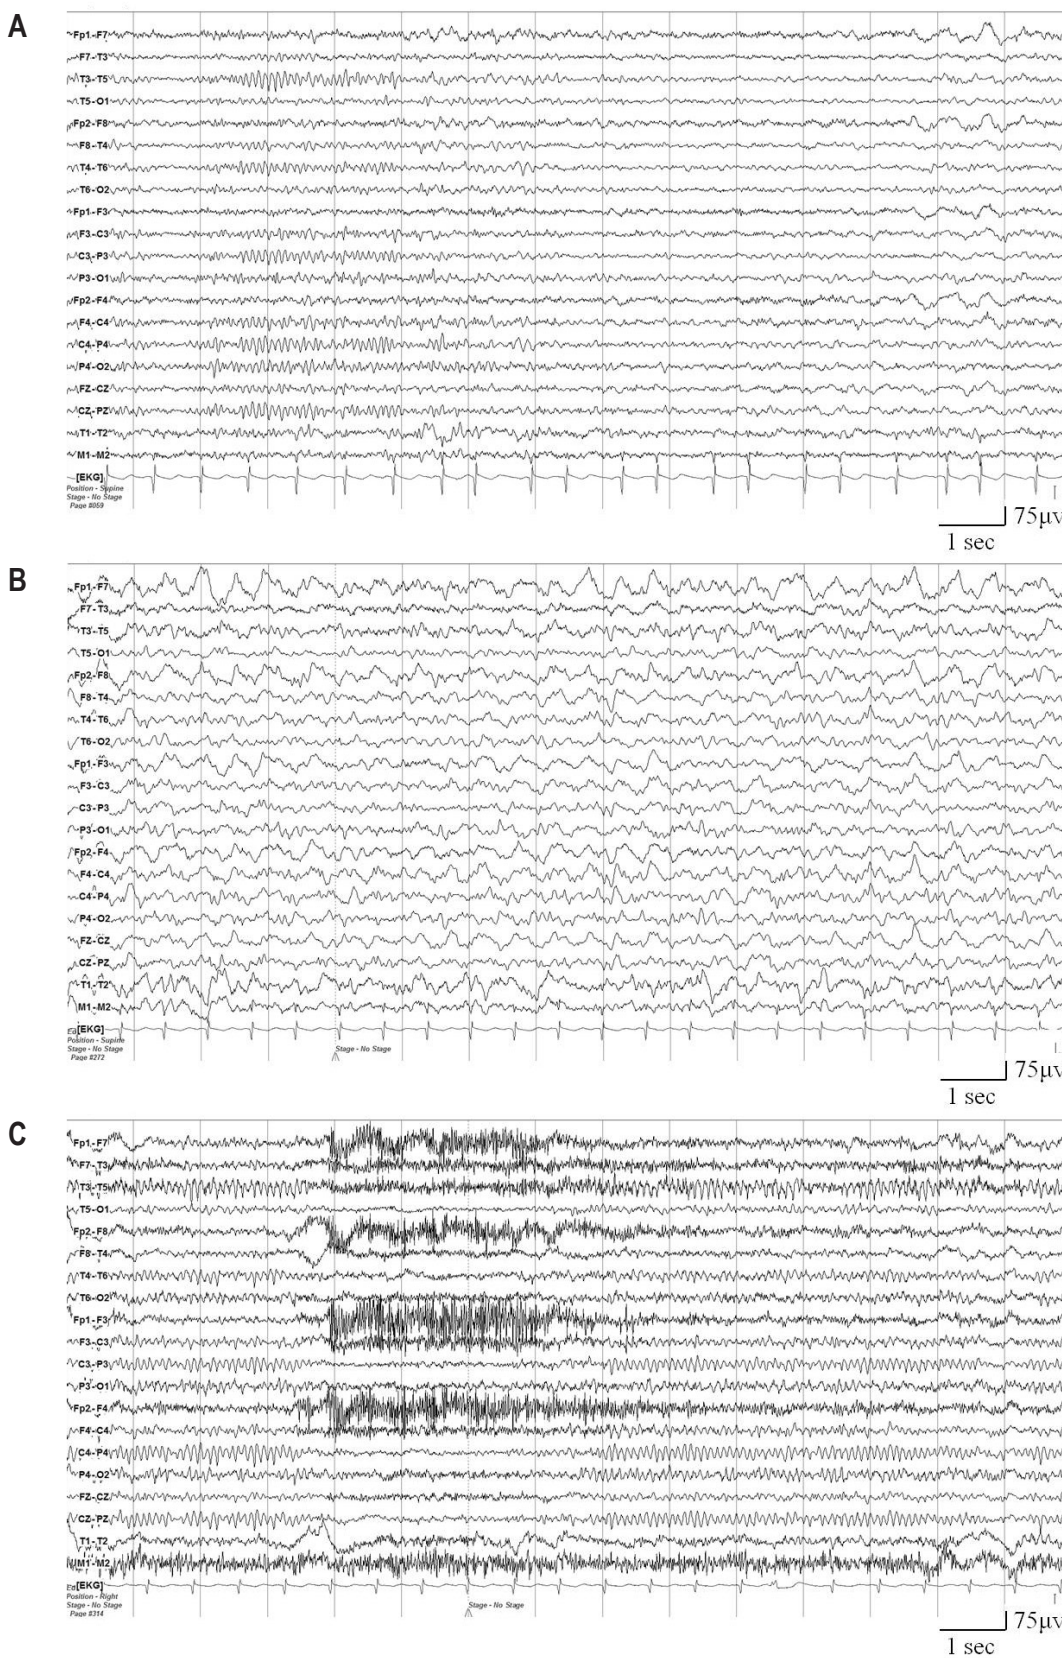 A
Fp1-F7
F7-T3
T3-T5
T5-O1
Fp2-F8
F8-T4
T4-T6
T6-O2
Fp1-F3
F3-C3
C3-P3
P3-O1
Fp2-F4
F4-C4
C4-P4
P4-O2
FZ-CZ
CZ-PZ
T1-T2
M1-M2
[EKG]
Position - Supine
Stage - No Stage
Page #059
75μv
1 sec
B
Fp1-F7
F7-T3
T3-T5
T5-O1
Fp2-F8
F8-T4
T4-T6
T6-O2
Fp1-F3
F3-C3
C3-P3
P3-O1
Fp2-F4
F4-C4
C4-P4
P4-O2
FZ-CZ
CZ-PZ
T1-T2
M1-M2
[EKG]
Position - Supine
Stage - No Stage
Stage - No Stage
Page #272
75μv
1 sec
C
Fp1-F7
F7-T3
T3-T5
T5-O1
Fp2-F8
F8-T4
T4-T6
T6-O2
Fp1-F3
F3-C3
C3-P3
P3-O1
Fp2-F4
F4-C4
C4-P4
P4-O2
FZ-CZ
CZ-PZ
T1-T2
M1-M2
[EKG]
Position - Right
Stage - No Stage
Stage - No Stage
Page #314
75μv
1 sec